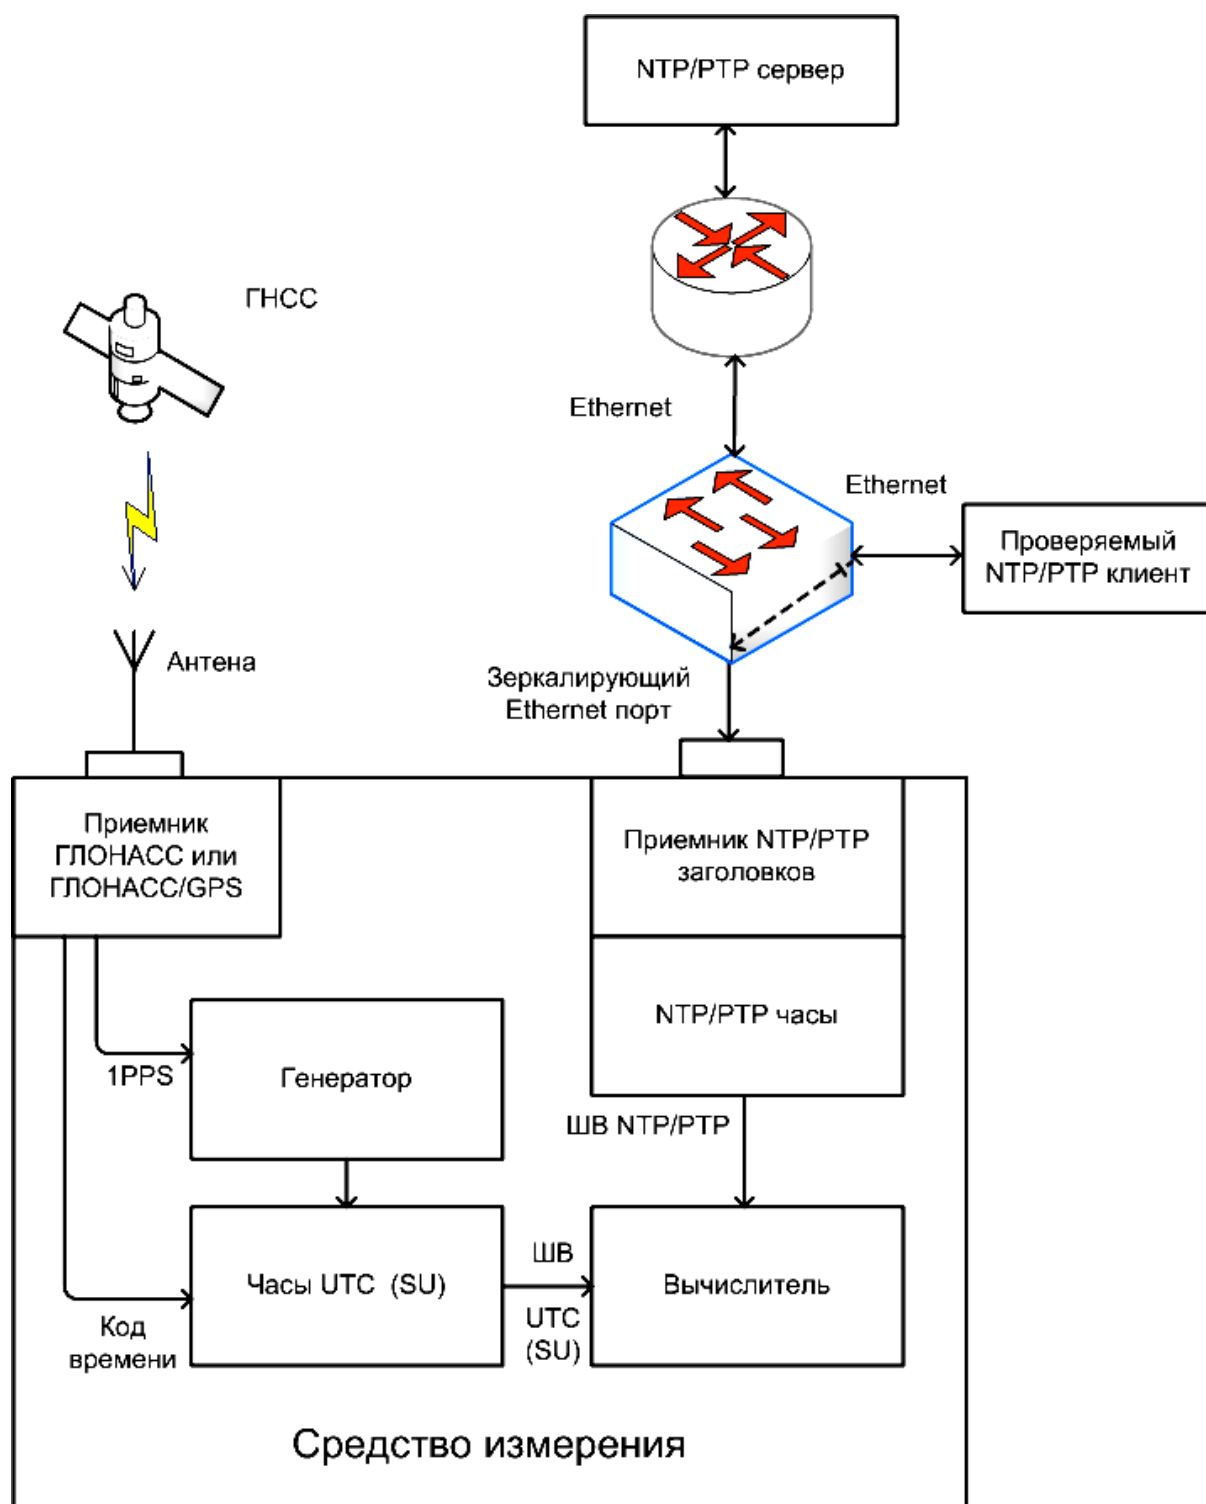 NTP/PTP сервер
ГНСС
Ethernet
Ethernet
Проверяемый
NTP/PTP клиент
Антена
Зеркалирующий
Ethernet порт
Приемник
ГЛОНАСС или
ГЛОНАСС/GPS
Приемник NTP/PTP
заголовков
NTP/PTP часы
1PPS
Генератор
ШВ NTP/PTP
Часы UTC (SU)
ШВ
UTC
(SU)
Вычислитель
Код
времени
Средство измерения